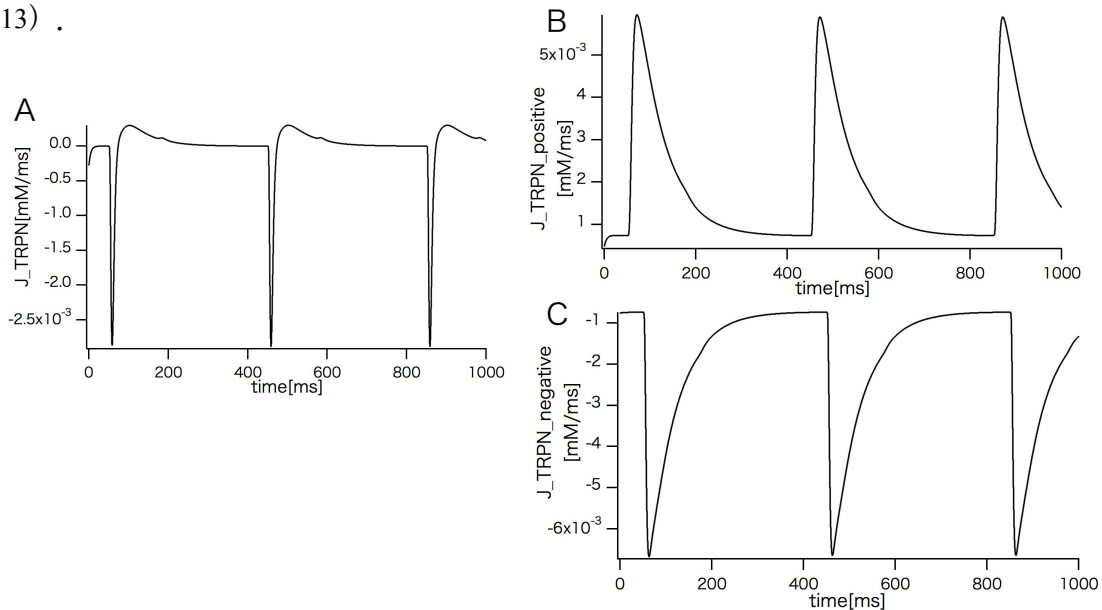 13）.
A
J_TRPN[mM/ms]
0.0
-0.5
-1.0
-1.5
-2.0
-2.5x10-3
0 200 400 600 800 1000
time[ms]
B
J_TRPN_positive
[mM/ms]
5x10-3
4
3
2
1
0 200 400 600 800 1000
time[ms]
C
J_TRPN_negative
[mM/ms]
-1
-2
-3
-4
-5
-6x10-3
0 200 400 600 800 1000
time[ms]